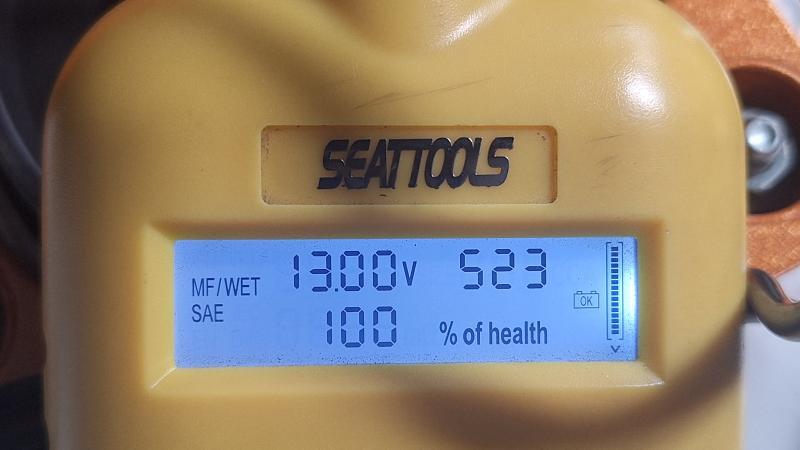 SEATTOOLS
MF/WET 13.00V 523
OK
SAE 100 % of health